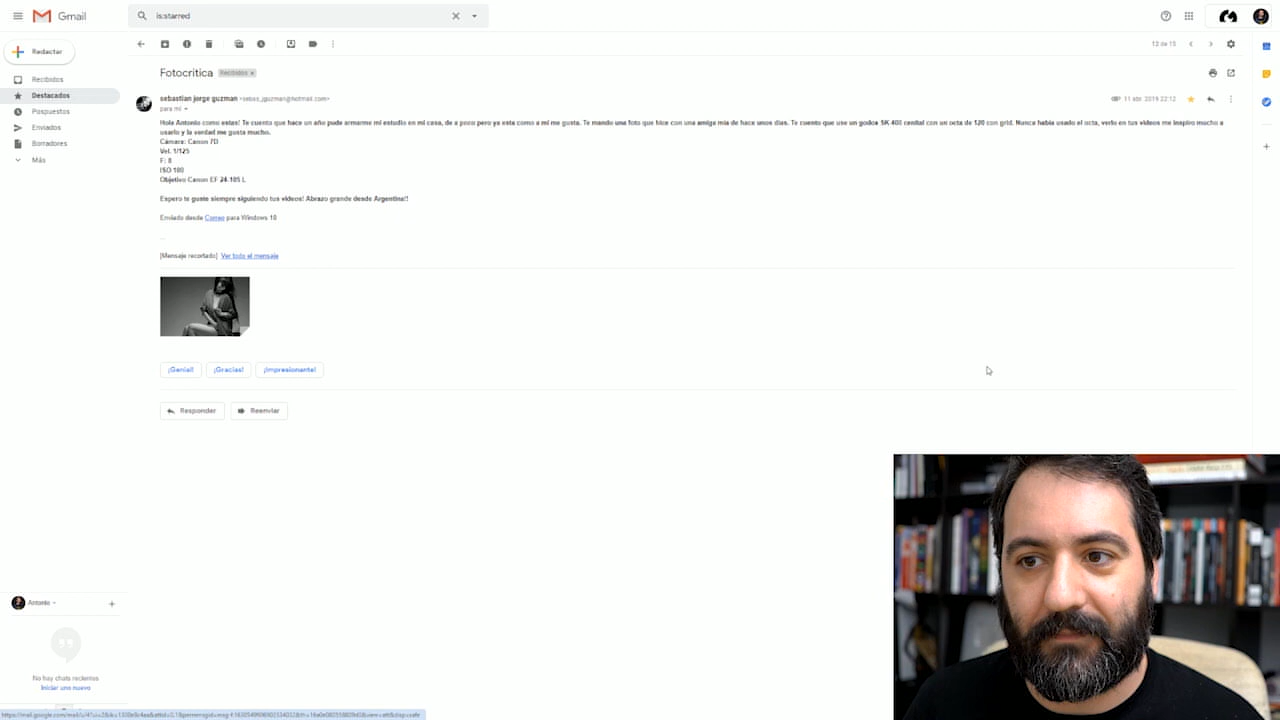 Gmail
is:starred
Redactar
Recibidos
Destacados
Pospuestos
Enviados
Borradores
Más
13 de 15
Fotocritica
Recibidos x
sebastian jorge guzman <sebas_jguzman@hotmail.com>
para mí
11 abr. 2019 22:12
Hola Antonio como estas! Te cuento que hace un año pude armarme mi estudio en mi casa, de a poco pero ya esta como a mi me gusta. Te mando una foto que hice con una amiga mia de hace unos dias. Te cuento que use un godox SK 400 cenital con un octa de 120 con grid. Nunca habia usado el octa, verlo en tus videos me inspiro mucho a
usarlo y la verdad me gusta mucho.
Cámara: Canon 7D
Vel. 1/125
F: 8
ISO 100
Objetivo Canon EF 24-105 L
Espero te guste siempre siguiendo tus videos! Abrazo grande desde Argentina!!
Enviado desde Correo para Windows 10
...
[Mensaje recortado] Ver todo el mensaje
¡Genial!
¡Gracias!
¡Impresionante!
Responder
Reenviar
Antonio
No hay chats recientes
Iniciar uno nuevo